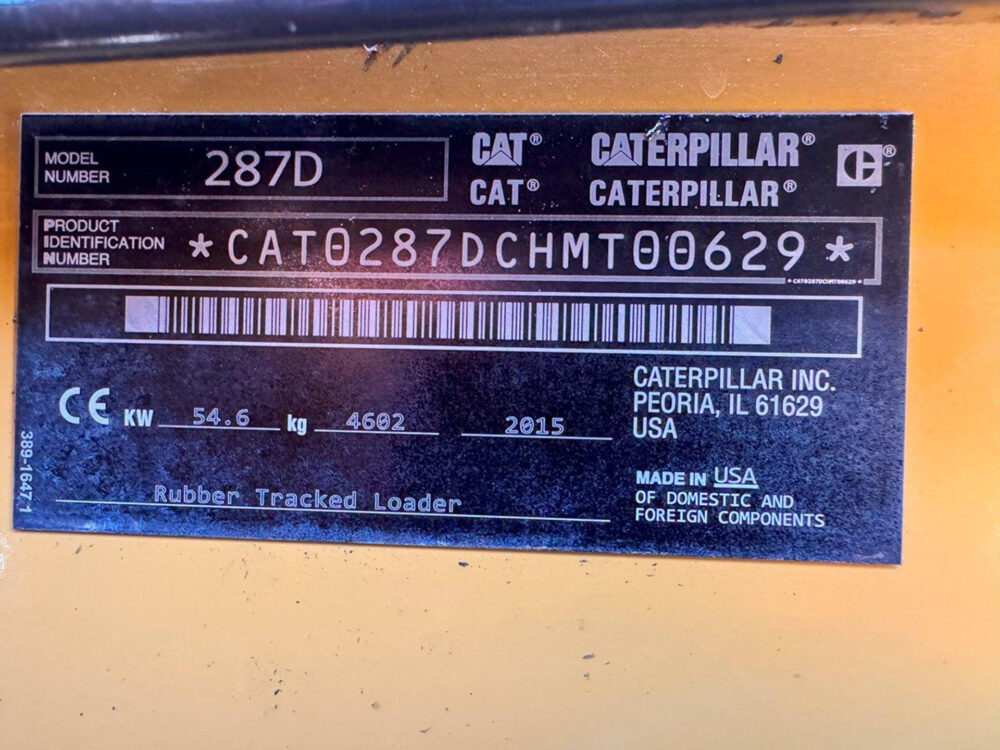 MODEL
NUMBER
287D
CAT® CATERPILLAR®
CAT® CATERPILLAR®
PRODUCT
IDENTIFICATION
NUMBER
*CAT0287DCHMT00629*
*CAT0287DCHMT00629*
CE KW 54.6 kg 4602 2015
CATERPILLAR INC.
PEORIA, IL 61629
USA
389-1647 1
Rubber Tracked Loader
MADE IN USA
OF DOMESTIC AND
FOREIGN COMPONENTS